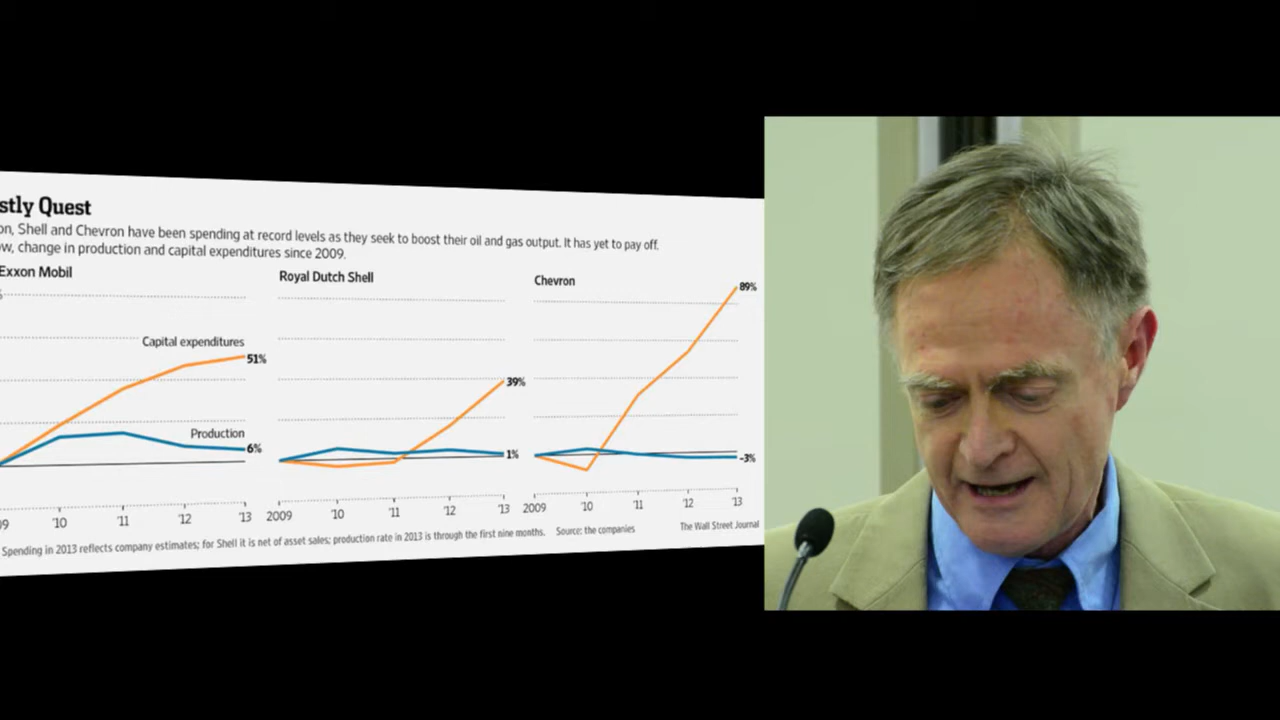 stly Quest
on, Shell and Chevron have been spending at record levels as they seek to boost their oil and gas output. It has yet to pay off.
w, change in production and capital expenditures since 2009.
Exxon Mobil
Royal Dutch Shell
Chevron
%
89%
Capital expenditures
51%
39%
Production
6%
1%
-3%
09 '10 '11 '12 '13
2009 '10 '11 '12 '13
2009 '10 '11 '12 '13
Spending in 2013 reflects company estimates; for Shell it is net of asset sales; production rate in 2013 is through the first nine months. Source: the companies
The Wall Street Journal